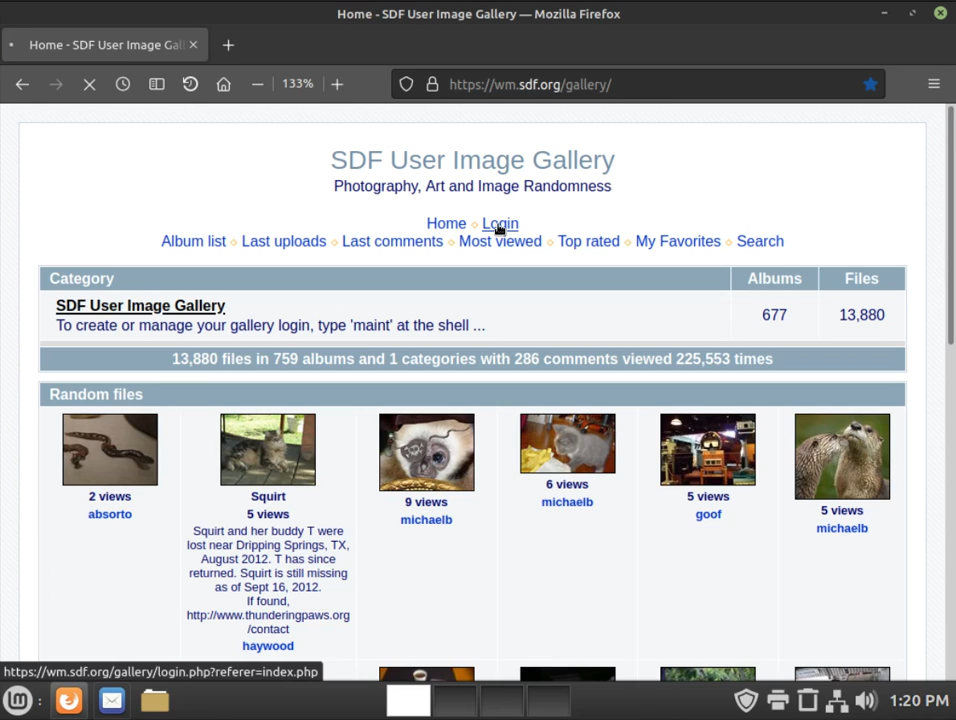 Home - SDF User Image Gallery — Mozilla Firefox
Home - SDF User Image Gall
133%
https://wm.sdf.org/gallery/
SDF User Image Gallery
Photography, Art and Image Randomness
Home Login
Album list Last uploads Last comments Most viewed Top rated My Favorites Search
Category Albums Files
SDF User Image Gallery
To create or manage your gallery login, type 'maint' at the shell ...
677 13,880
13,880 files in 759 albums and 1 categories with 286 comments viewed 225,553 times
Random files
2 views
absorto
Squirt
5 views
Squirt and her buddy T were
lost near Dripping Springs, TX,
August 2012. T has since
returned. Squirt is still missing
as of Sept 16, 2012.
If found,
http://www.thunderingpaws.org
/contact
haywood
9 views
michaelb
6 views
michaelb
5 views
goof
5 views
michaelb
https://wm.sdf.org/gallery/login.php?referer=index.php
1:20 PM